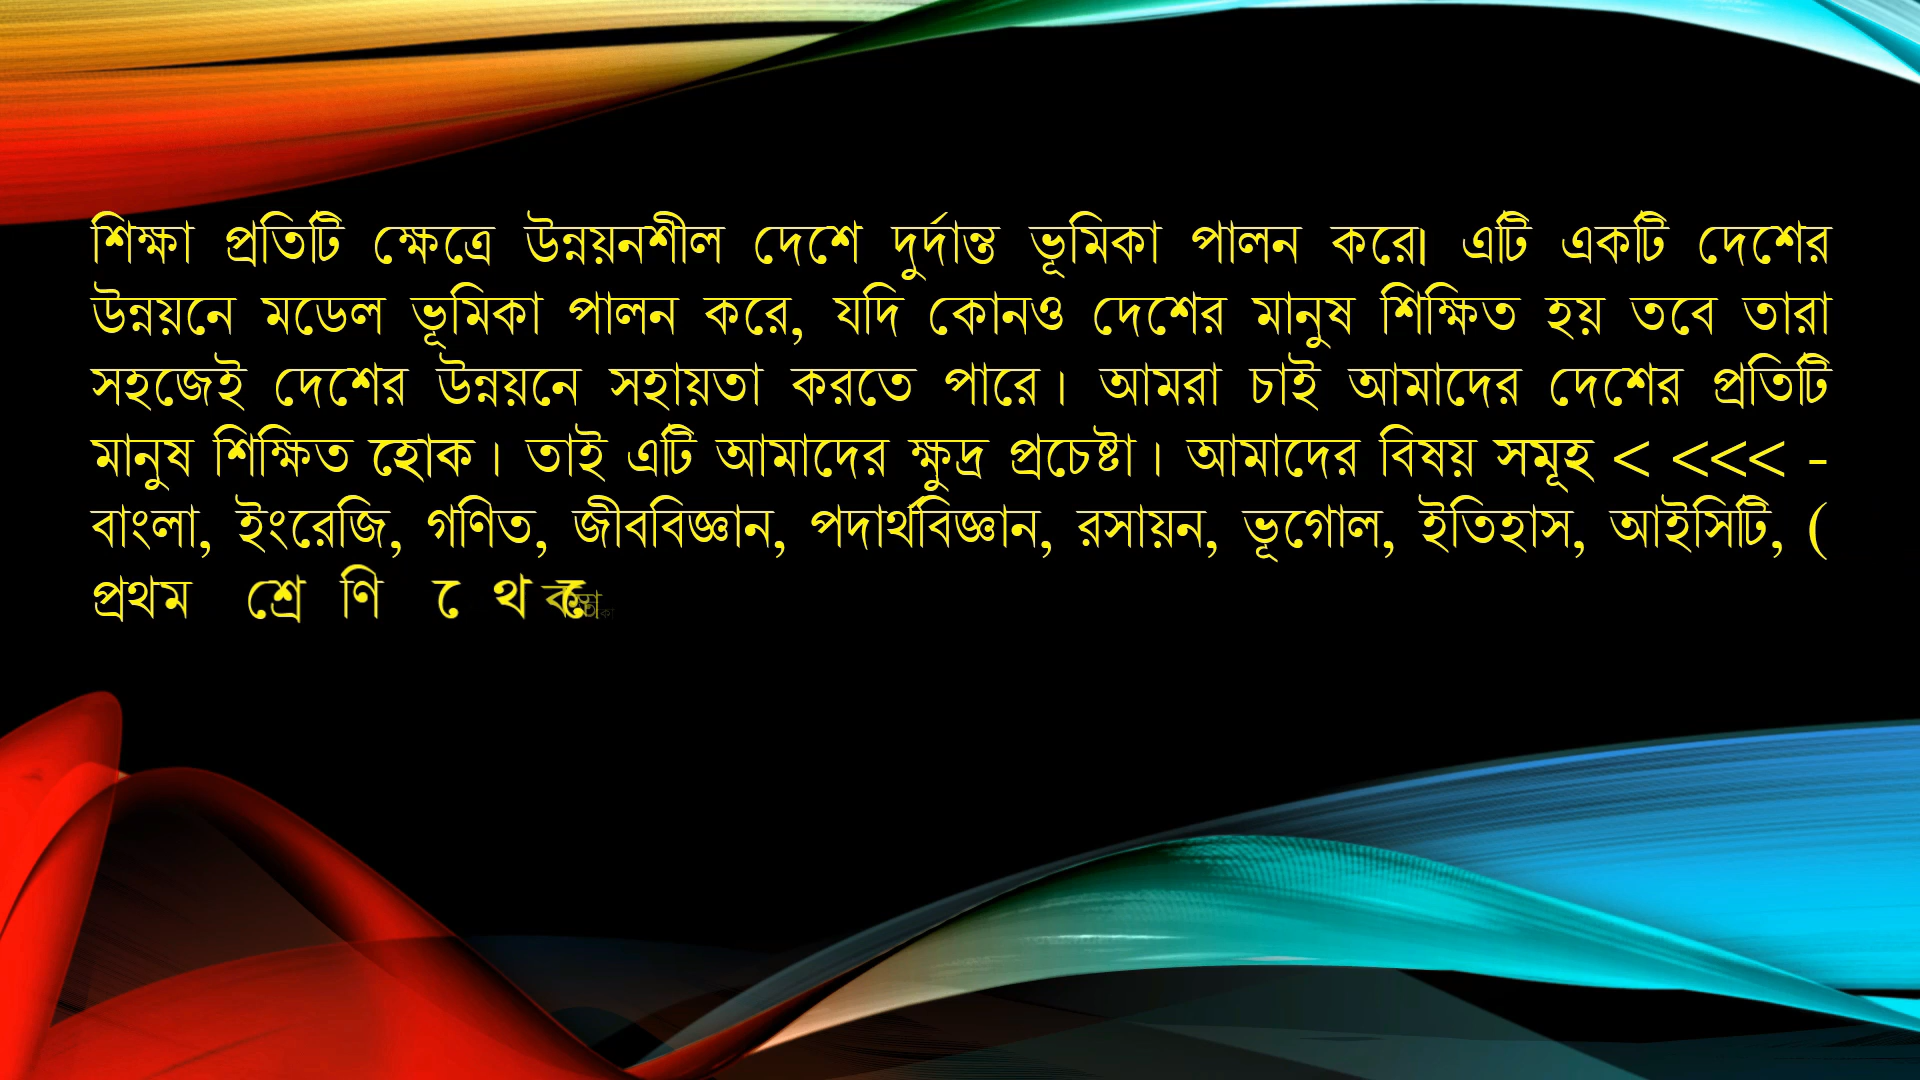 শিক্ষা প্রতিটি ক্ষেত্রে উন্নয়নশীল দেশে দুর্দান্ত ভূমিকা পালন করে৷ এটি একটি দেশের
উন্নয়নে মডেল ভূমিকা পালন করে, যদি কোনও দেশের মানুষ শিক্ষিত হয় তবে তারা
সহজেই দেশের উন্নয়নে সহায়তা করতে পারে। আমরা চাই আমাদের দেশের প্রতিটি
মানুষ শিক্ষিত হোক। তাই এটি আমাদের ক্ষুদ্র প্রচেষ্টা। আমাদের বিষয় সমূহ < <<< -
বাংলা, ইংরেজি, গণিত, জীববিজ্ঞান, পদার্থবিজ্ঞান, রসায়ন, ভূগোল, ইতিহাস, আইসিটি, (
প্রথম শ্রেণি থেকে